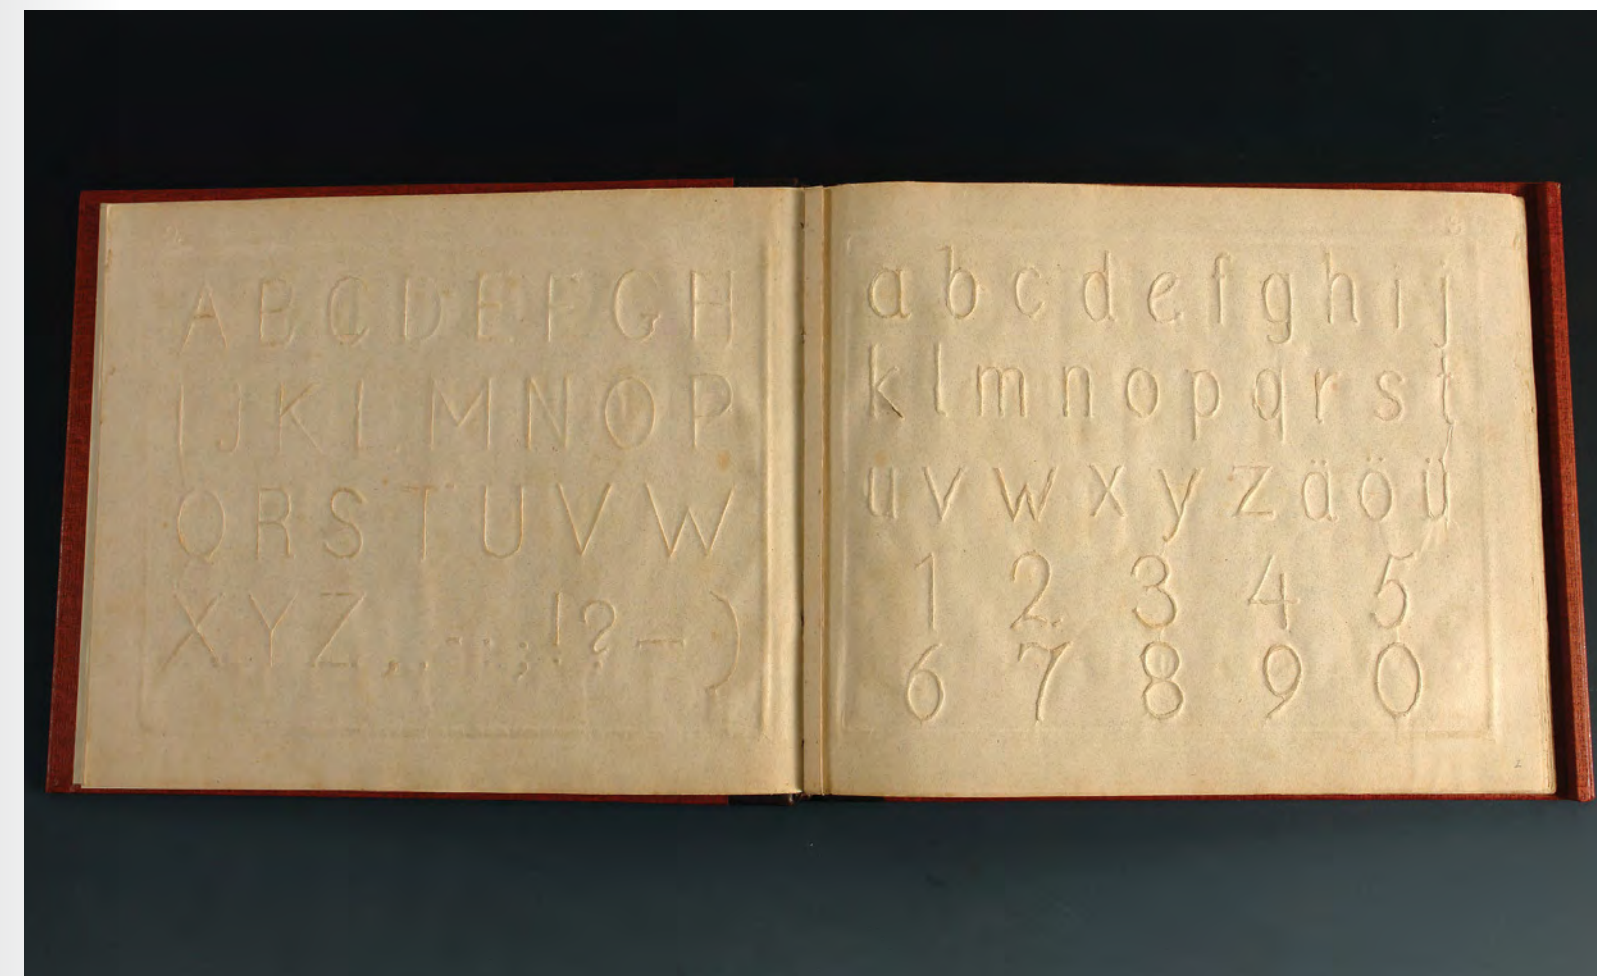 A B C D E F G H
I J K L M N O P
Q R S T U V W
X Y Z , . - : ; ! ? — )
a b c d e f g h i j
k l m n o p q r s t
u v w x y z ä ö ü
1 2 3 4 5
6 7 8 9 0